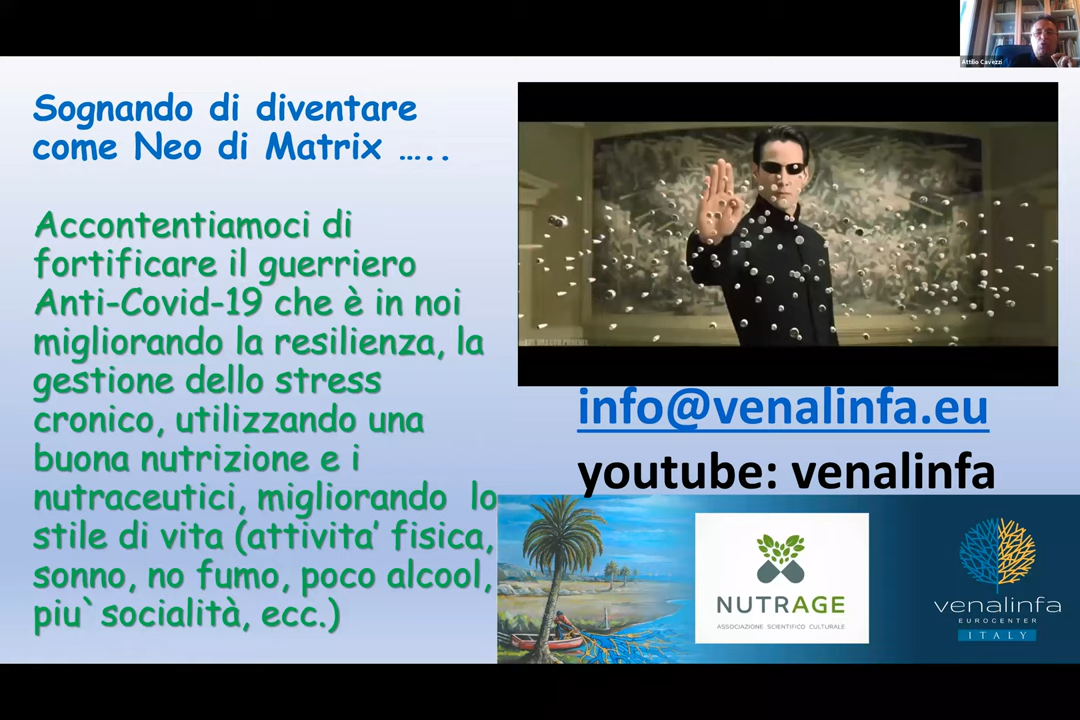 Attilio Cavezzi
Sognando di diventare
come Neo di Matrix …..
Accontentiamoci di
fortificare il guerriero
Anti-Covid-19 che è in noi
migliorando la resilienza, la
gestione dello stress
cronico, utilizzando una
buona nutrizione e i
nutraceutici, migliorando lo
stile di vita (attivita’ fisica,
sonno, no fumo, poco alcool,
piu`socialità, ecc.)
info@venalinfa.eu
youtube: venalinfa
NUTRAGE
ASSOCIAZIONE SCIENTIFICO CULTURALE
venalinfa
EUROCENTER
ITALY